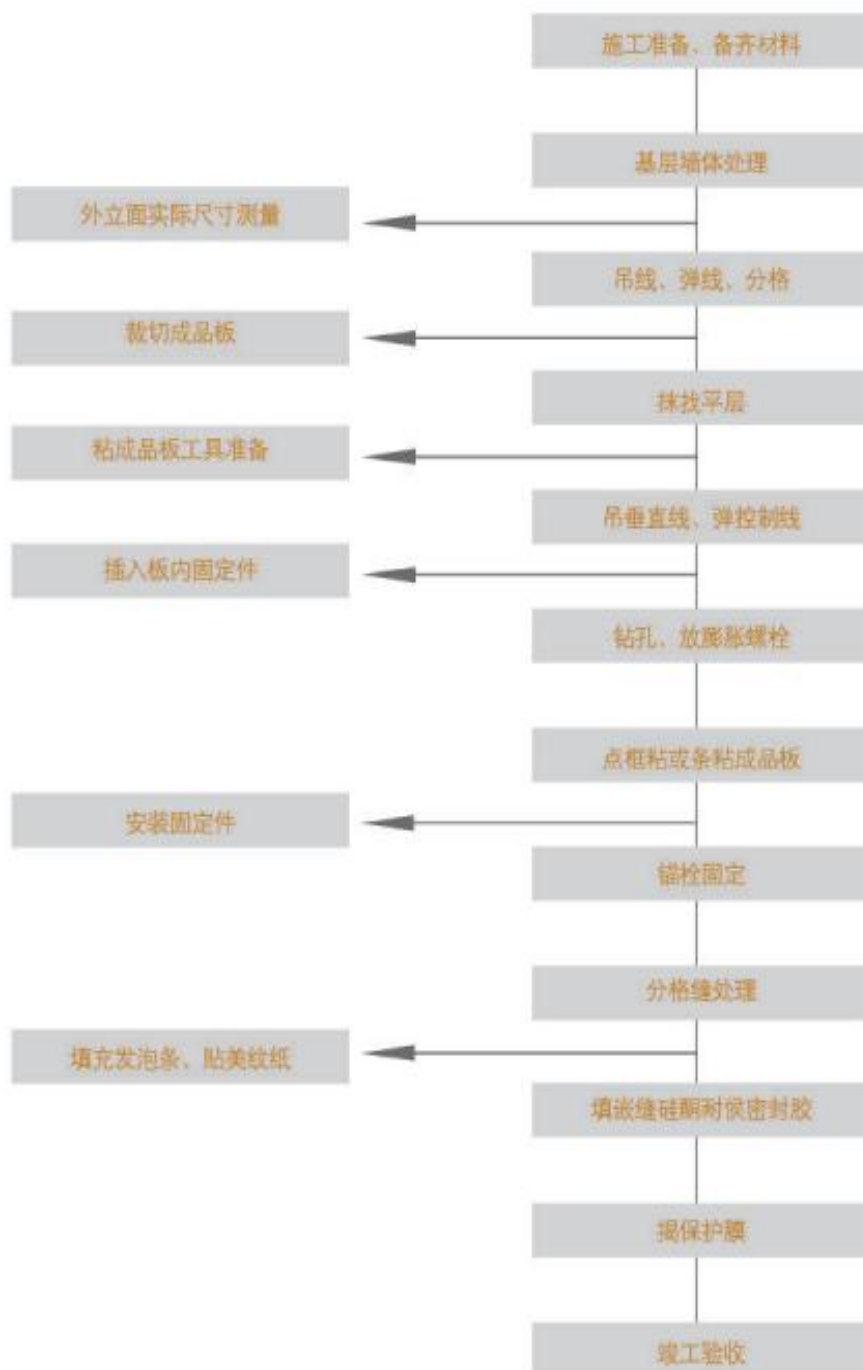 施工准备、备齐材料
基层墙体处理
外立面实际尺寸测量
吊线、弹线、分格
裁切成品板
抹找平层
粘成品板工具准备
吊垂直线、弹控制线
插入板内固定件
钻孔、放膨胀螺栓
点框粘或条粘成品板
安装固定件
锚栓固定
分格缝处理
填充发泡条、贴美纹纸
填嵌缝硅酮耐侯密封胶
揭保护膜
竣工验收